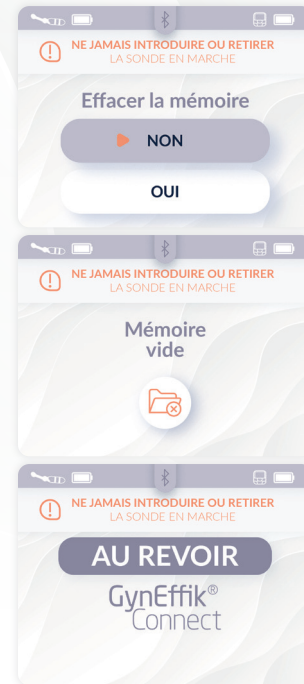 NE JAMAIS INTRODUIRE OU RETIRER
LA SONDE EN MARCHE
Effacer la mémoire
NON
OUI
NE JAMAIS INTRODUIRE OU RETIRER
LA SONDE EN MARCHE
Mémoire
vide
NE JAMAIS INTRODUIRE OU RETIRER
LA SONDE EN MARCHE
AU REVOIR
GynEffik®
Connect